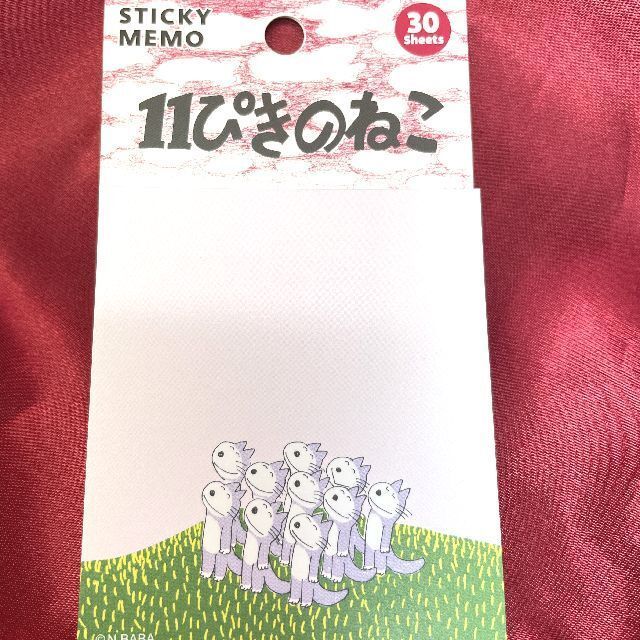 STICKY
MEMO
30
Sheets
11ぴきのねこ
©N.BABA